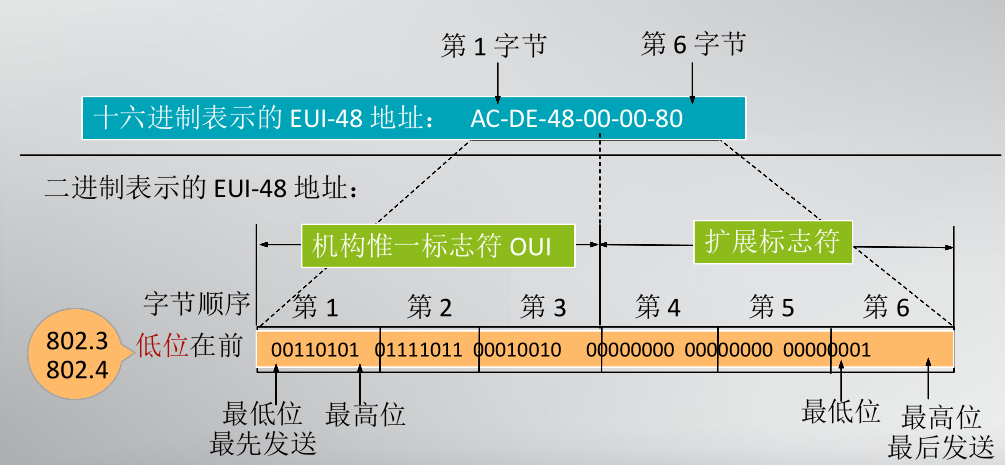 第 1 字节
第 6 字节
十六进制表示的 EUI-48 地址： AC-DE-48-00-00-80
二进制表示的 EUI-48 地址：
机构惟一标志符 OUI
扩展标志符
字节顺序 第 1 第 2 第 3 第 4 第 5 第 6
802.3
802.4
低位在前 00110101 01111011 00010010 00000000 00000000 00000001
最低位
最先发送
最高位
最低位
最高位
最后发送